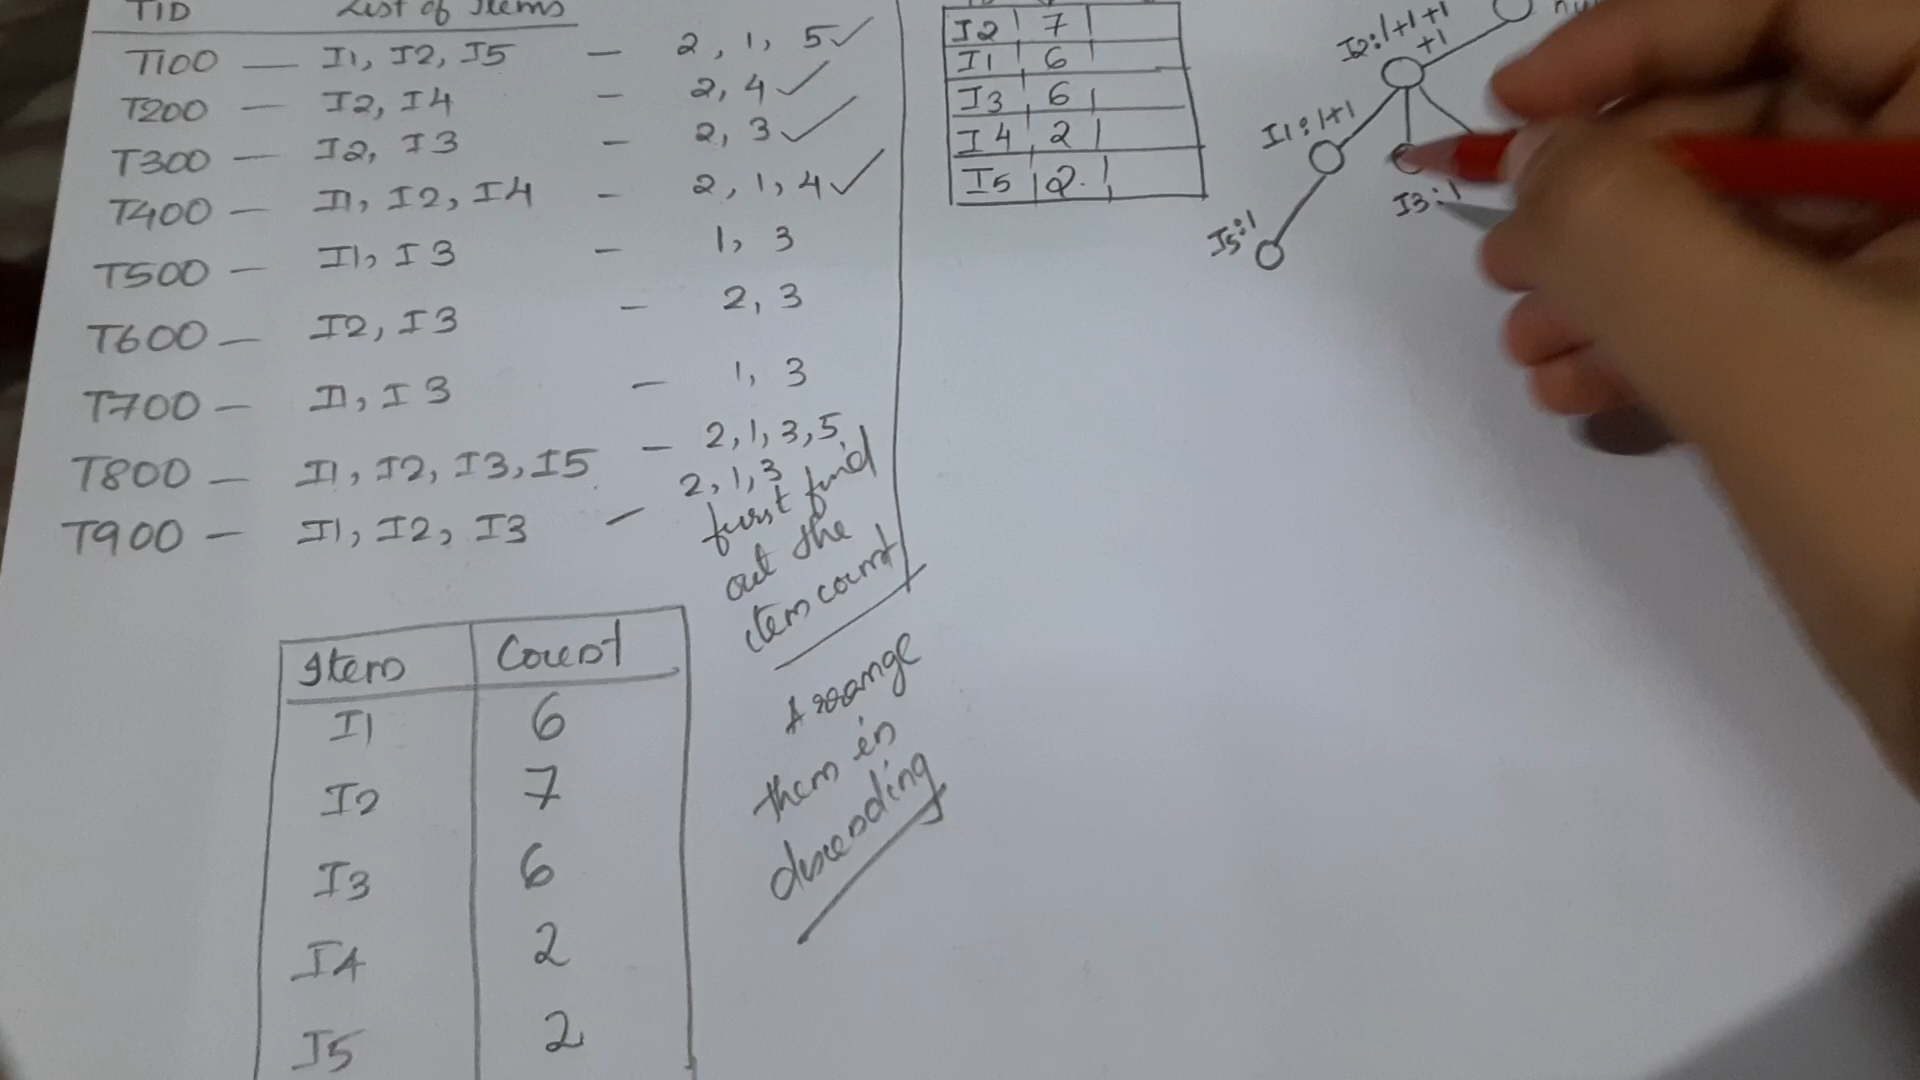 TID List of Items
T100 — I1, I2, I5 — 2, 1, 5 ✓
T200 — I2, I4 — 2, 4 ✓
T300 — I2, I3 — 2, 3 ✓
T400 — I1, I2, I4 — 2, 1, 4 ✓
T500 — I1, I3 — 1, 3
T600 — I2, I3 — 2, 3
T700 — I1, I3 — 1, 3
T800 — I1, I2, I3, I5 — 2, 1, 3, 5
T900 — I1, I2, I3 — 2, 1, 3
first find
out the
item count
Arrange
them in
descending
Item Count
I1 6
I2 7
I3 6
I4 2
I5 2
I2 7
I1 6
I3 6
I4 2
I5 2
I2:1+1+1
+1
I1:1+1
I3:1
I5:1